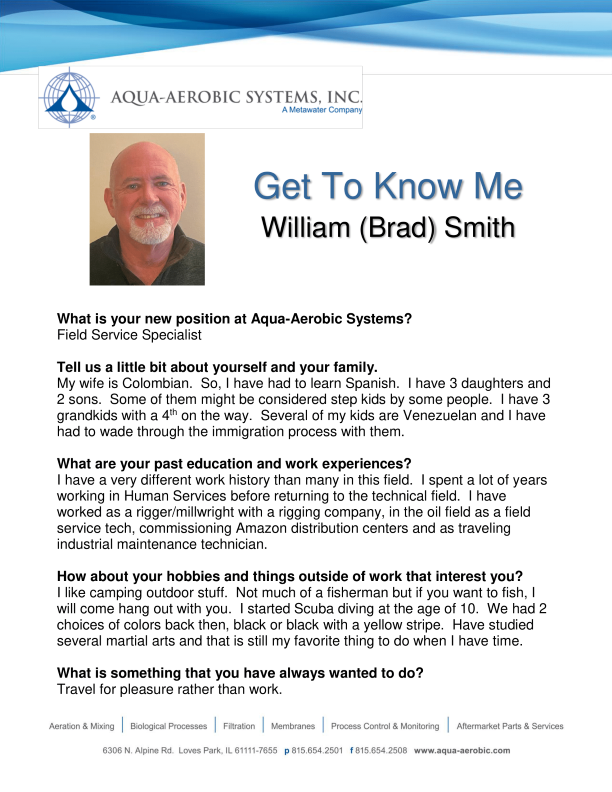 AQUA-AEROBIC SYSTEMS, INC.
A Metawater Company
®
Get To Know Me
William (Brad) Smith
What is your new position at Aqua-Aerobic Systems?
Field Service Specialist
Tell us a little bit about yourself and your family.
My wife is Colombian.  So, I have had to learn Spanish.  I have 3 daughters and
2 sons.  Some of them might be considered step kids by some people.  I have 3
grandkids with a 4th on the way.  Several of my kids are Venezuelan and I have
had to wade through the immigration process with them.
What are your past education and work experiences?
I have a very different work history than many in this field.  I spent a lot of years
working in Human Services before returning to the technical field.  I have
worked as a rigger/millwright with a rigging company, in the oil field as a field
service tech, commissioning Amazon distribution centers and as traveling
industrial maintenance technician.
How about your hobbies and things outside of work that interest you?
I like camping outdoor stuff.  Not much of a fisherman but if you want to fish, I
will come hang out with you.  I started Scuba diving at the age of 10.  We had 2
choices of colors back then, black or black with a yellow stripe.  Have studied
several martial arts and that is still my favorite thing to do when I have time.
What is something that you have always wanted to do?
Travel for pleasure rather than work.
Aeration & Mixing | Biological Processes | Filtration | Membranes | Process Control & Monitoring | Aftermarket Parts & Services
6306 N. Alpine Rd.  Loves Park, IL 61111-7655  p 815.654.2501  f 815.654.2508  www.aqua-aerobic.com